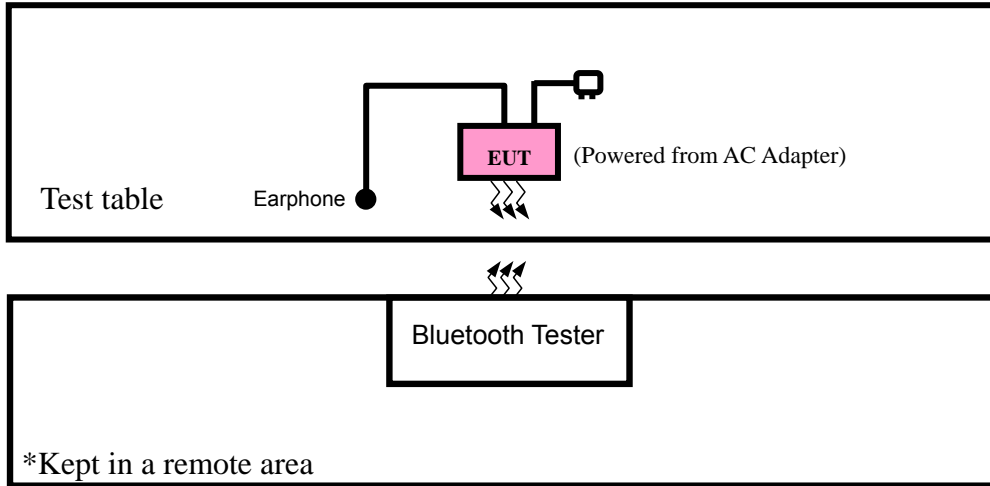 EUT
(Powered from AC Adapter)
Test table
Earphone
Bluetooth Tester
*Kept in a remote area